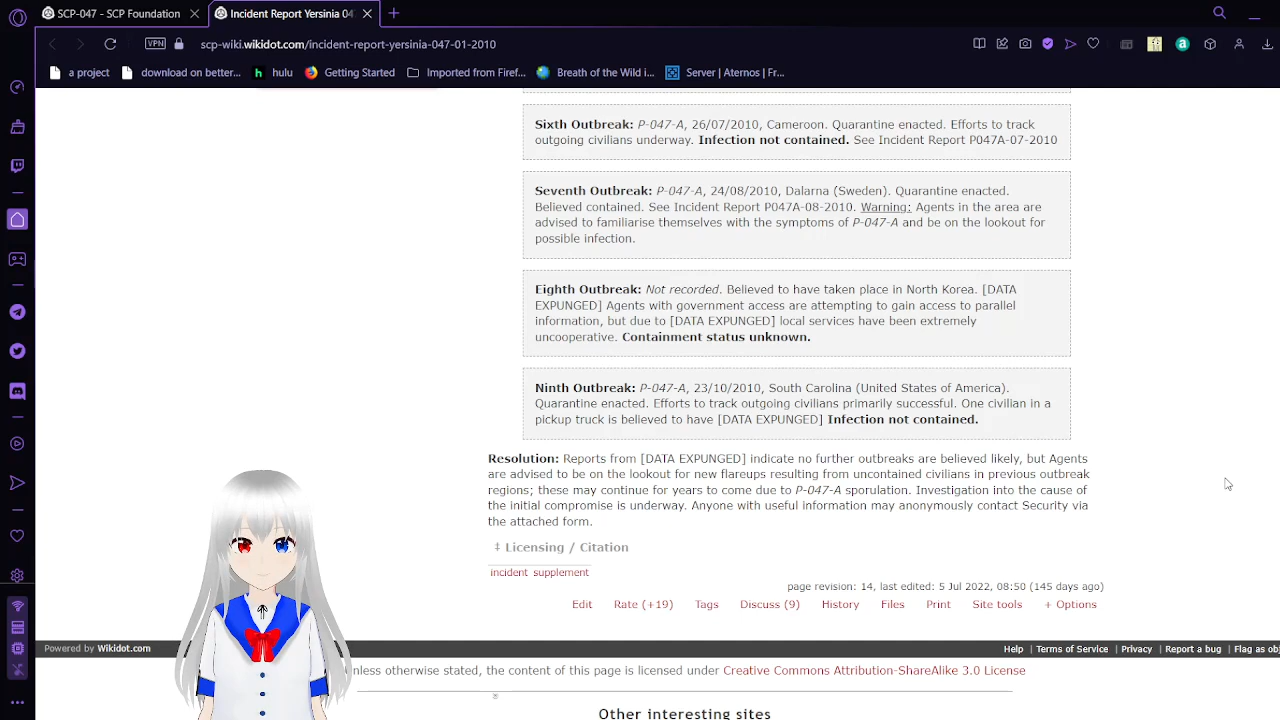 SCP-047 - SCP Foundation
Incident Report Yersinia 04
VPN
scp-wiki.wikidot.com/incident-report-yersinia-047-01-2010
a project
download on better...
hulu
Getting Started
Imported from Firef...
Breath of the Wild i...
Server | Aternos | Fr...
Sixth Outbreak: P-047-A, 26/07/2010, Cameroon. Quarantine enacted. Efforts to track
outgoing civilians underway. Infection not contained. See Incident Report P047A-07-2010
Seventh Outbreak: P-047-A, 24/08/2010, Dalarna (Sweden). Quarantine enacted.
Believed contained. See Incident Report P047A-08-2010. Warning: Agents in the area are
advised to familiarise themselves with the symptoms of P-047-A and be on the lookout for
possible infection.
Eighth Outbreak: Not recorded. Believed to have taken place in North Korea. [DATA
EXPUNGED] Agents with government access are attempting to gain access to parallel
information, but due to [DATA EXPUNGED] local services have been extremely
uncooperative. Containment status unknown.
Ninth Outbreak: P-047-A, 23/10/2010, South Carolina (United States of America).
Quarantine enacted. Efforts to track outgoing civilians primarily successful. One civilian in a
pickup truck is believed to have [DATA EXPUNGED] Infection not contained.
Resolution: Reports from [DATA EXPUNGED] indicate no further outbreaks are believed likely, but Agents
are advised to be on the lookout for new flareups resulting from uncontained civilians in previous outbreak
regions; these may continue for years to come due to P-047-A sporulation. Investigation into the cause of
the initial compromise is underway. Anyone with useful information may anonymously contact Security via
the attached form.
‡ Licensing / Citation
incident supplement
page revision: 14, last edited: 5 Jul 2022, 08:50 (145 days ago)
Edit Rate (+19) Tags Discuss (9) History Files Print Site tools + Options
Powered by Wikidot.com
Help | Terms of Service | Privacy | Report a bug | Flag as obj
nless otherwise stated, the content of this page is licensed under Creative Commons Attribution-ShareAlike 3.0 License
Other interesting sites